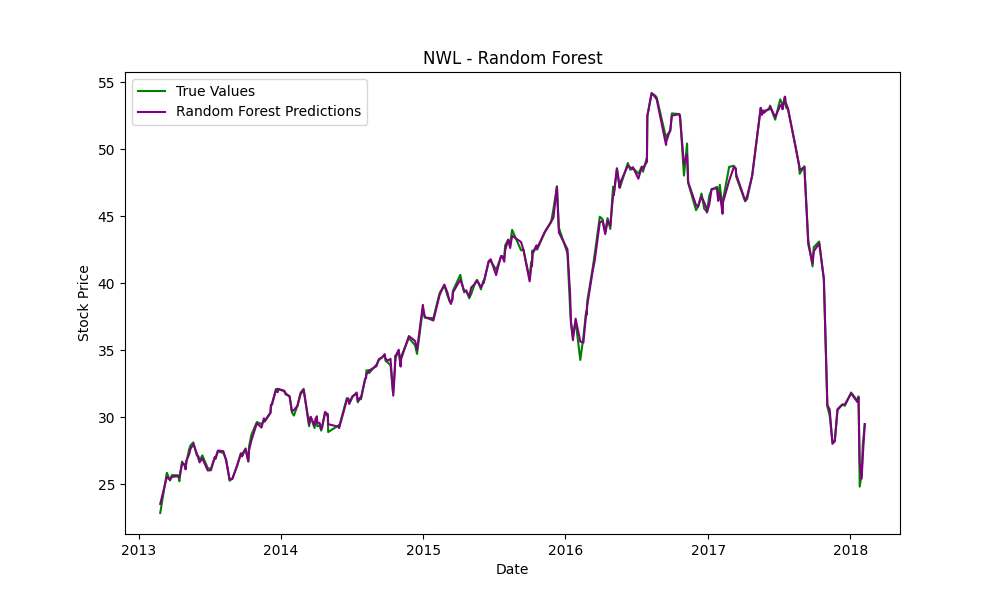 NWL - Random Forest
True Values
Random Forest Predictions
Stock Price
55
50
45
40
35
30
25
2013
2014
2015
2016
2017
2018
Date